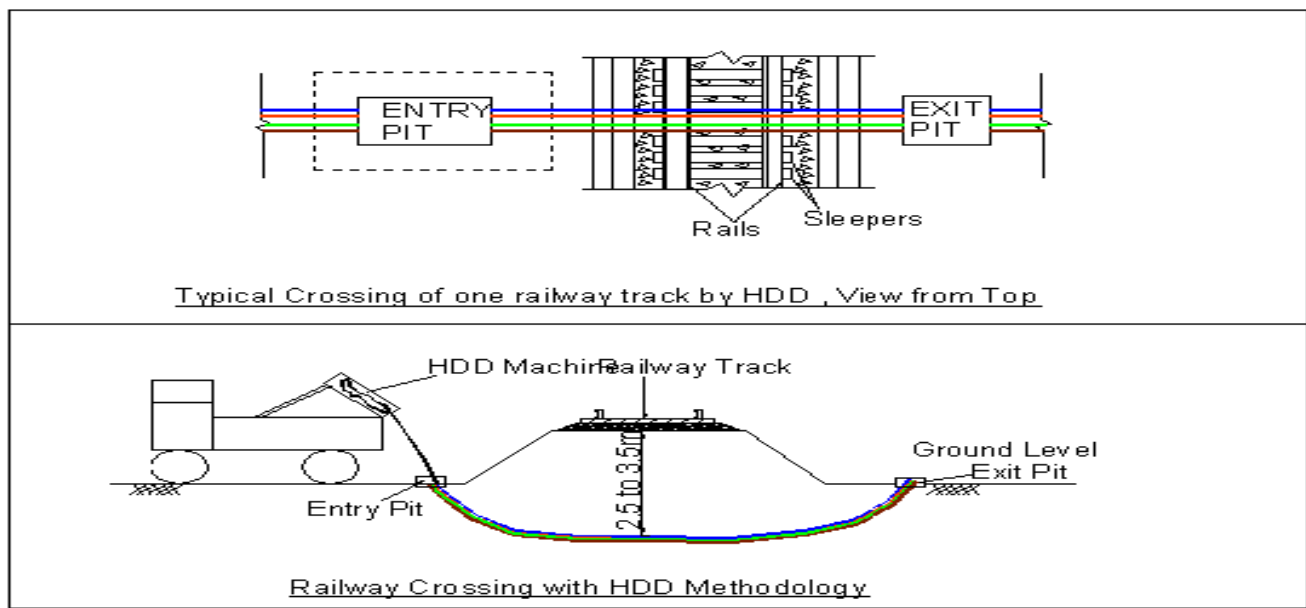 ENTRY
PIT
EXIT
PIT
Rails
Sleepers
Typical Crossing of one railway track by HDD , View from Top
HDD Machine
Railway Track
2.5 to 3.5m
Ground Level
Exit Pit
Entry Pit
Railway Crossing with HDD Methodology